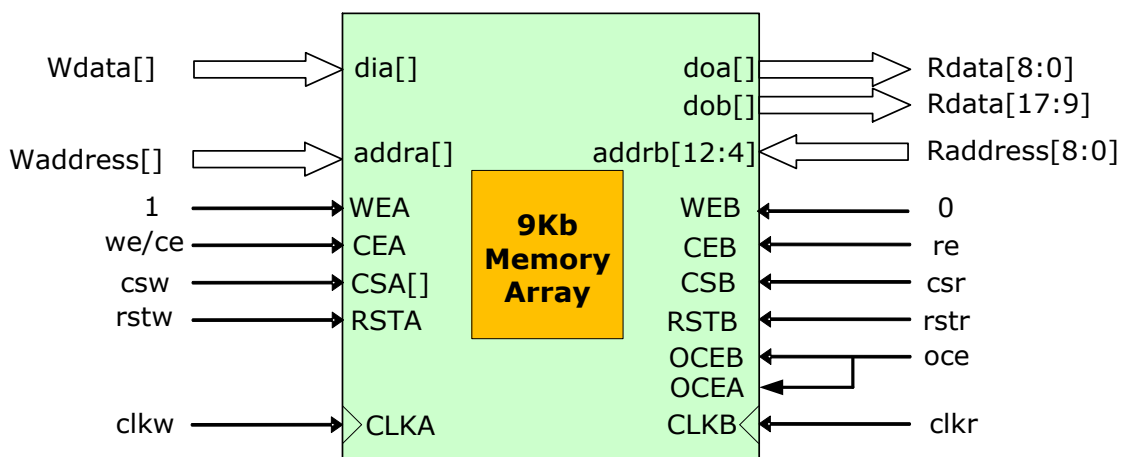 Wdata[] dia[] doa[] Rdata[8:0]
dob[] Rdata[17:9]
Waddress[] addra[] addrb[12:4] Raddress[8:0]
1 WEA WEB 0
we/ce CEA CEB re
csw CSA[] CSB csr
rstw RSTA RSTB rstr
9Kb
Memory
Array
OCEB oce
OCEA
clkw CLKA CLKB clkr